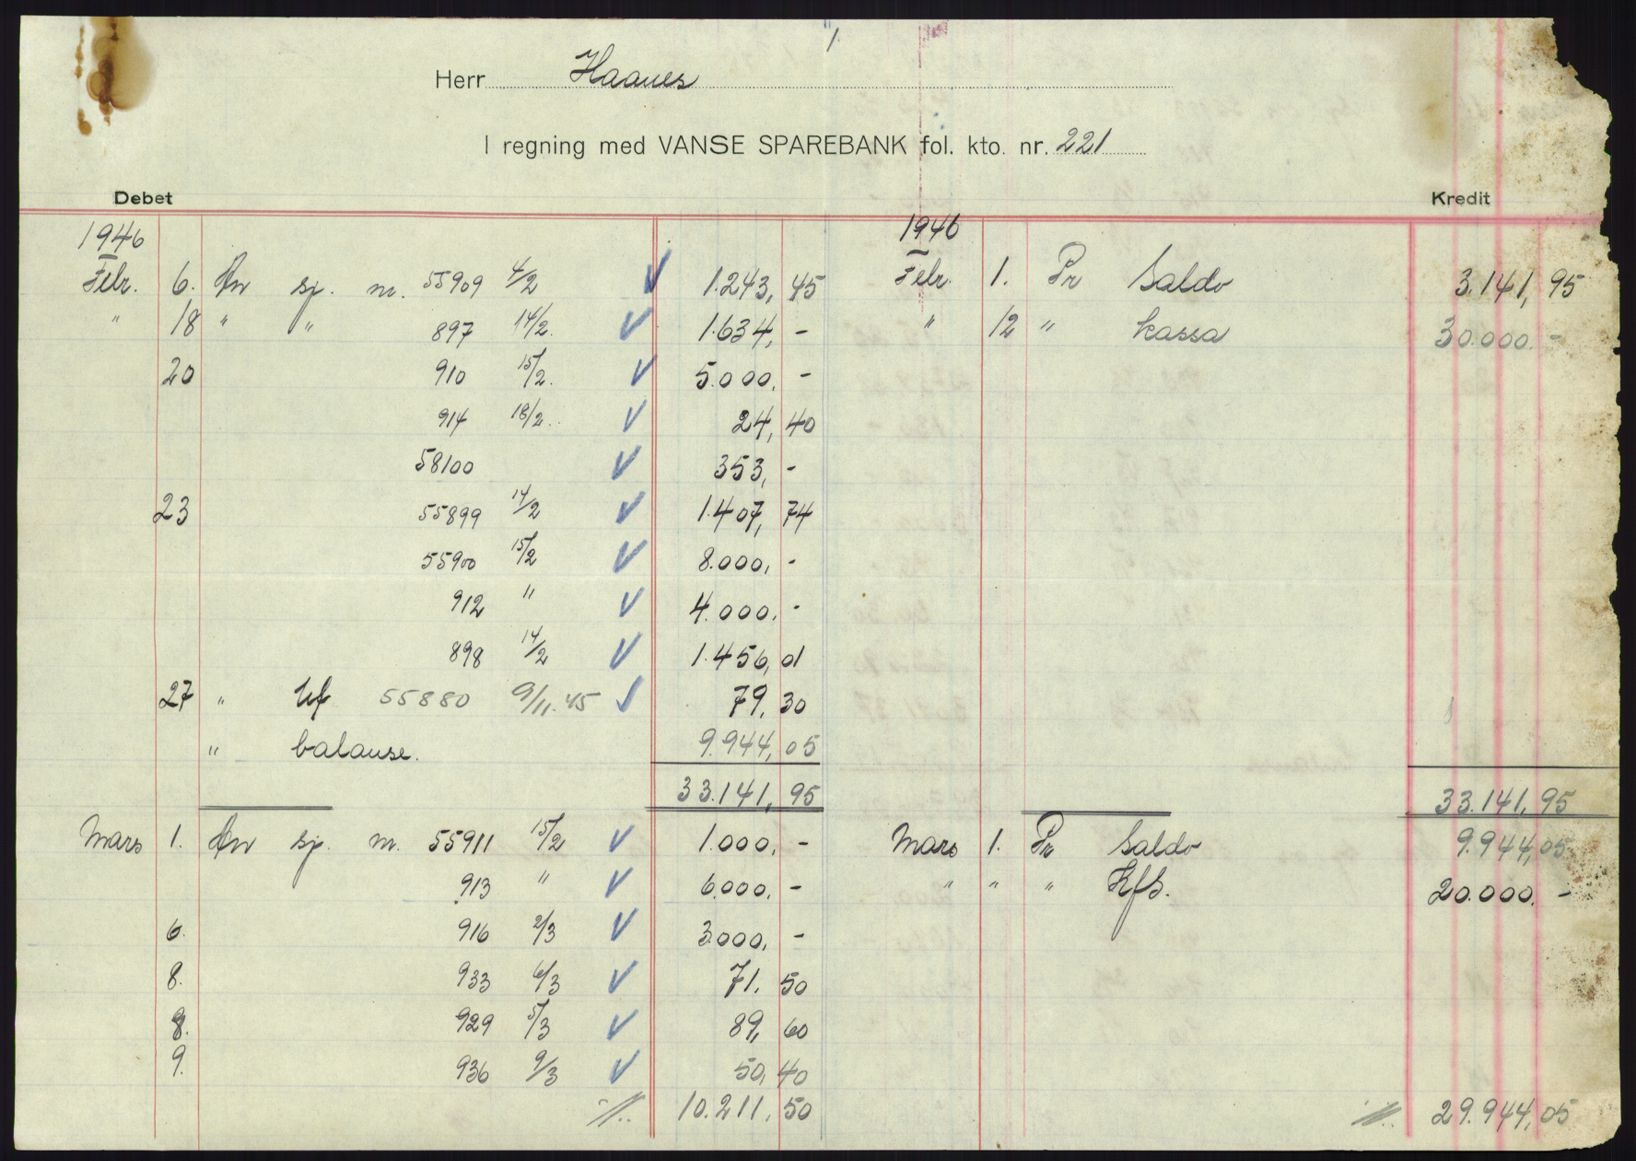 Herr Haanes
I regning med VANSE SPAREBANK fol. kto. nr. 221
Debet
1946
Febr. 6. An sj. nr. 55909 4/2 1.243, 45
" 18 " " 897 14/2. 1.634, -
20 910 15/2. 5.000. -
914 18/2. 24, 40
58100 353, -
23 55899 14/2 1.407, 74
55900 15/2 8.000, -
912 " 4.000. -
898 14/2 1.456, 01
27 " 55880 9/11.45 79, 30
" balanse. 9.944, 05
33.141, 95
Mars 1. An sj. nr. 55911 15/2 1.000. -
913 " 6.000. -
6. 916 2/3 3.000, -
8. 933 6/3 71. 50
8. 929 5/3 89, 60
9. 936 9/3 50, 40
10.211, 50
Kredit
1946
Febr. 1. Pr Saldo 3.141, 95
" 12 " kassa 30.000. -
33.141, 95
Mars 1. Pr Saldo 9.944, 05
" " " Kfb. 20.000. -
29.944, 05